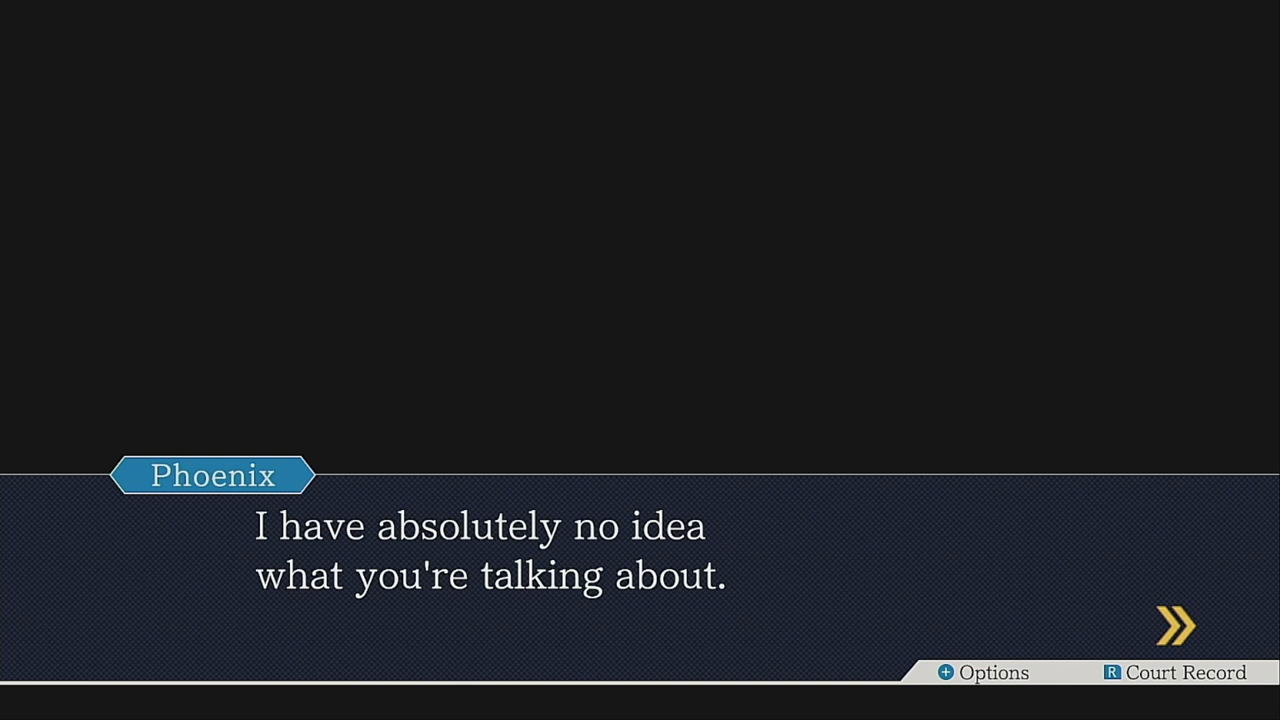 Phoenix
I have absolutely no idea
what you're talking about.
+ Options R Court Record